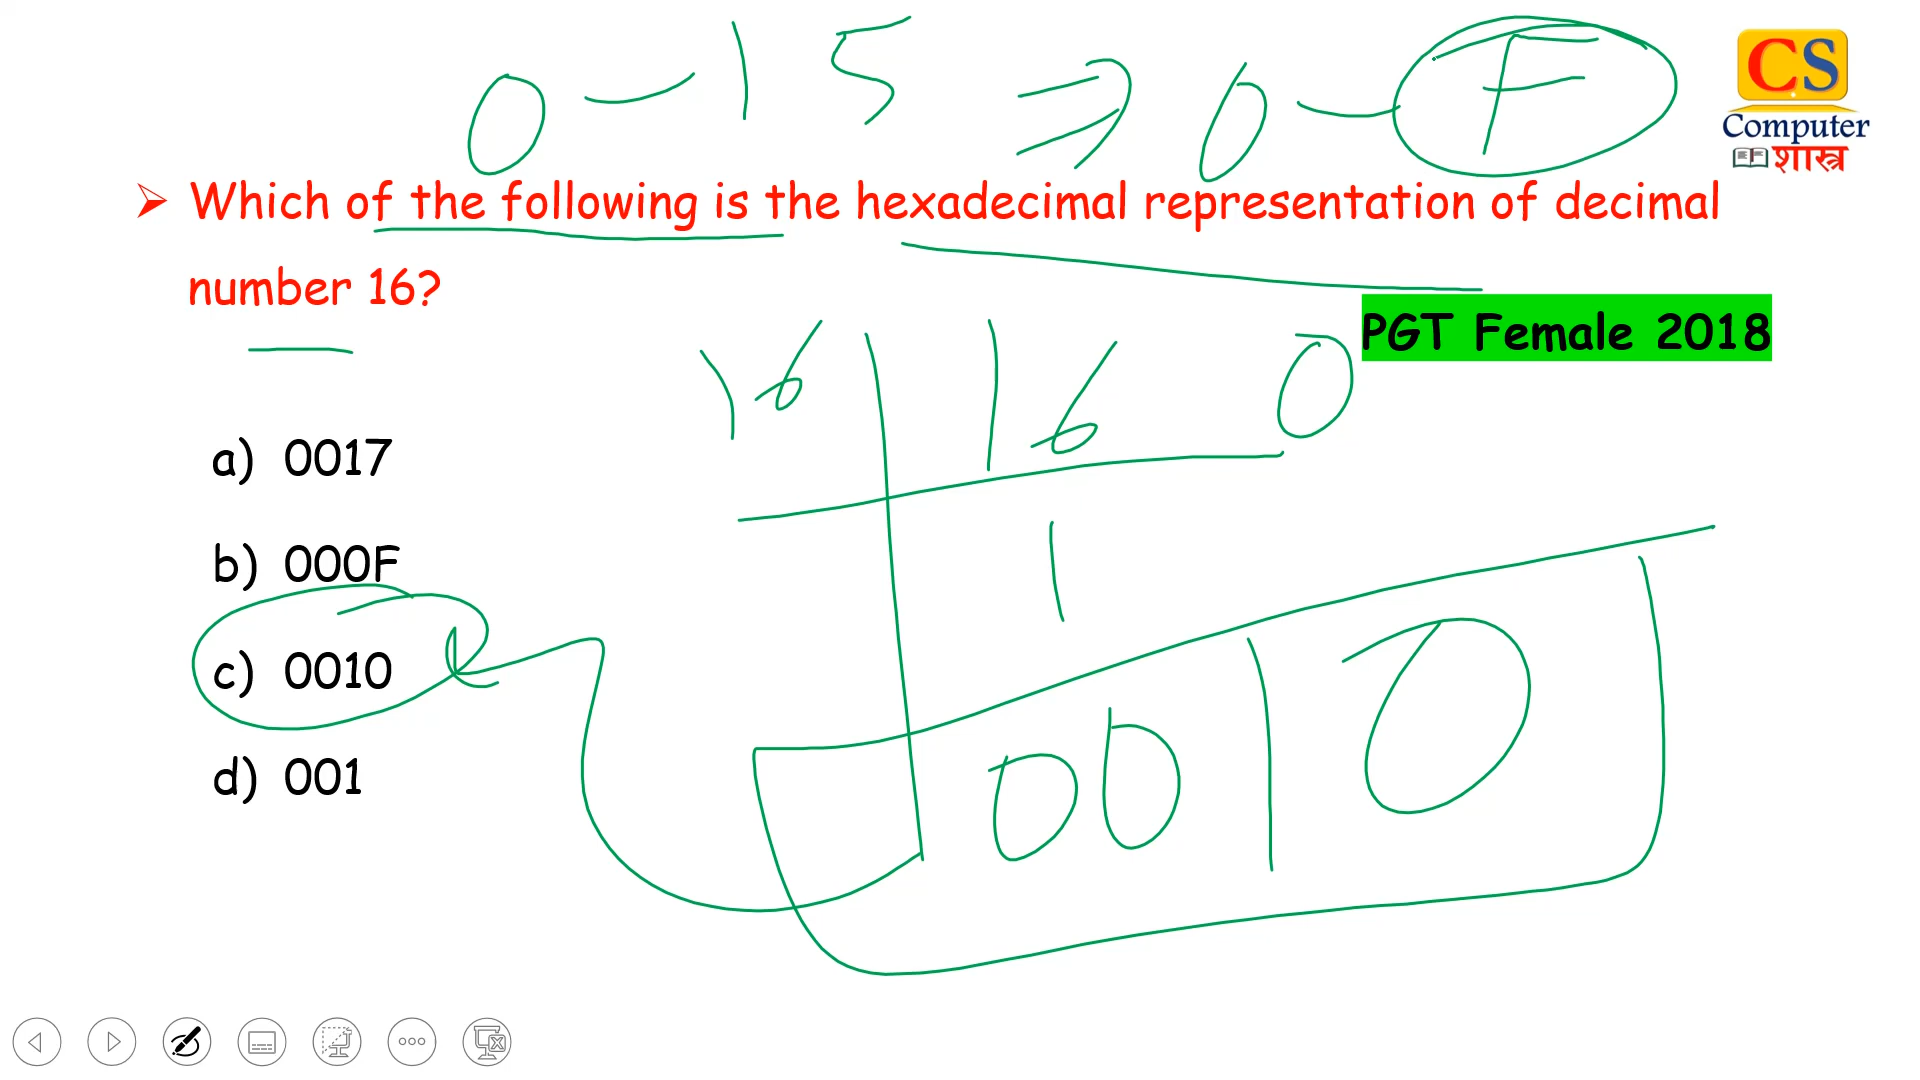 0 - 15 ⇒ 0 - F
CS
Computer
शास्त्र
➢ Which of the following is the hexadecimal representation of decimal
number 16?
PGT Female 2018
16 | 16 0
1
a) 0017
b) 000F
c) 0010
d) 001
0010